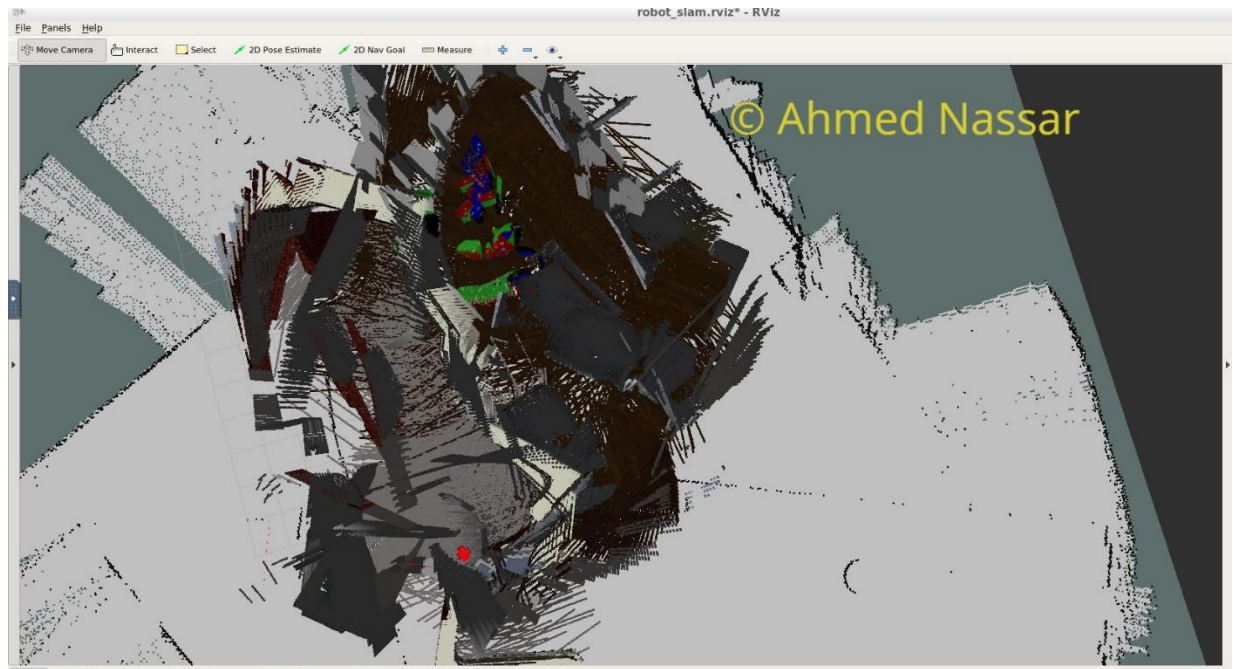 robot_slam.rviz* - RViz
File Panels Help
Move Camera Interact Select 2D Pose Estimate 2D Nav Goal Measure
© Ahmed Nassar